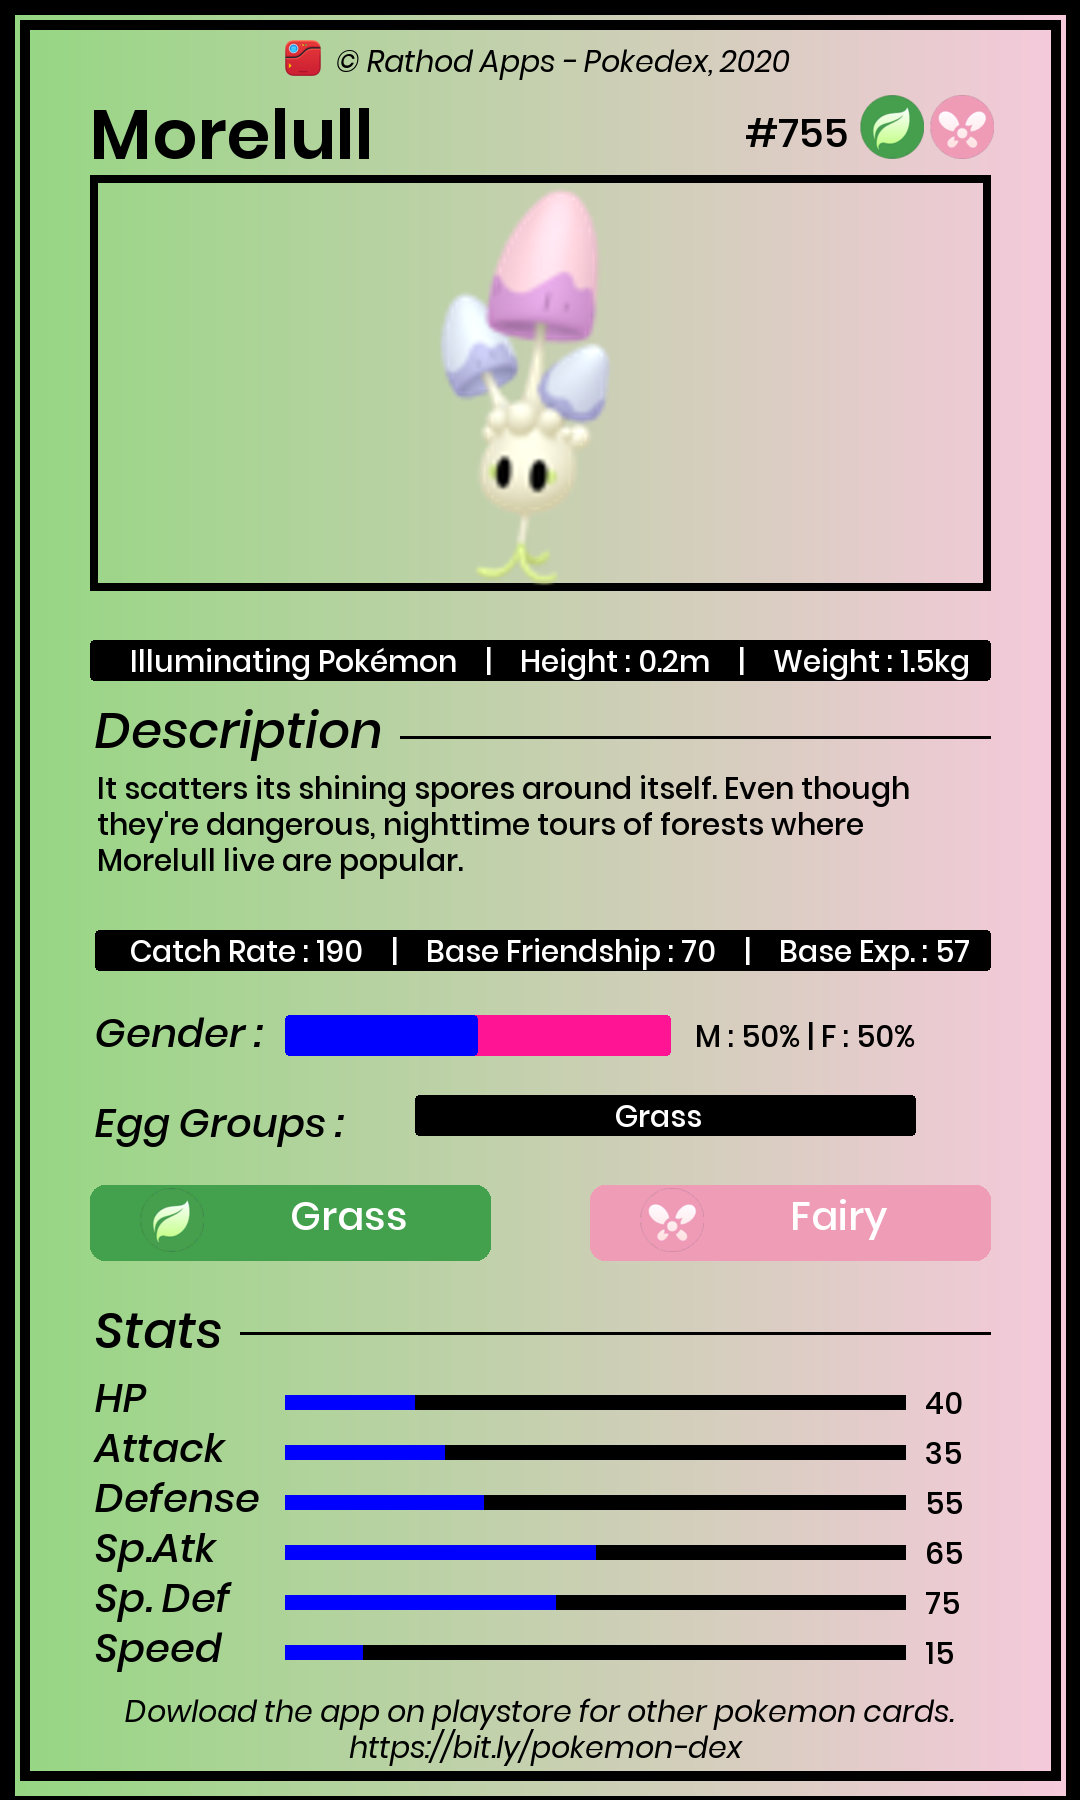 © Rathod Apps - Pokedex, 2020
Morelull
#755
Illuminating Pokémon | Height : 0.2m | Weight : 1.5kg
Description
It scatters its shining spores around itself. Even though
they're dangerous, nighttime tours of forests where
Morelull live are popular.
Catch Rate : 190 | Base Friendship : 70 | Base Exp. : 57
Gender : M : 50% | F : 50%
Egg Groups : Grass
Grass Fairy
Stats
HP 40
Attack 35
Defense 55
Sp.Atk 65
Sp. Def 75
Speed 15
Dowload the app on playstore for other pokemon cards.
https://bit.ly/pokemon-dex